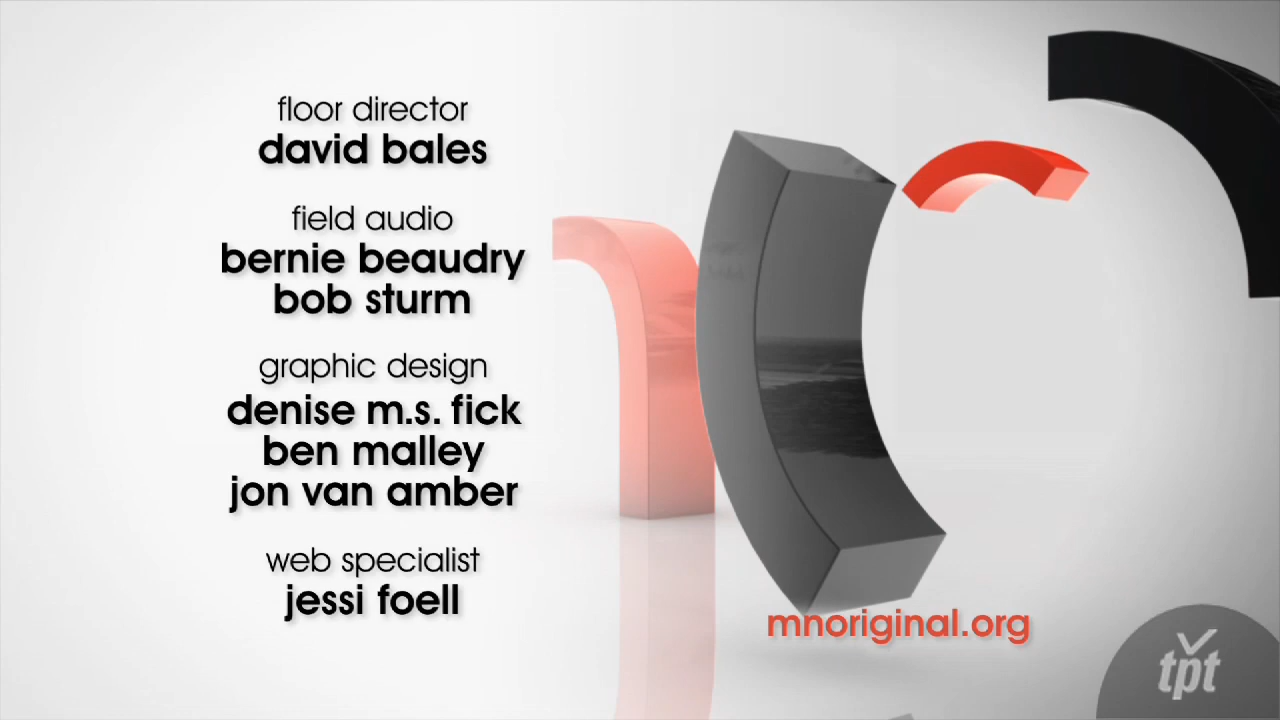 floor director
david bales
field audio
bernie beaudry
bob sturm
graphic design
denise m.s. fick
ben malley
jon van amber
web specialist
jessi foell
mnoriginal.org
tpt